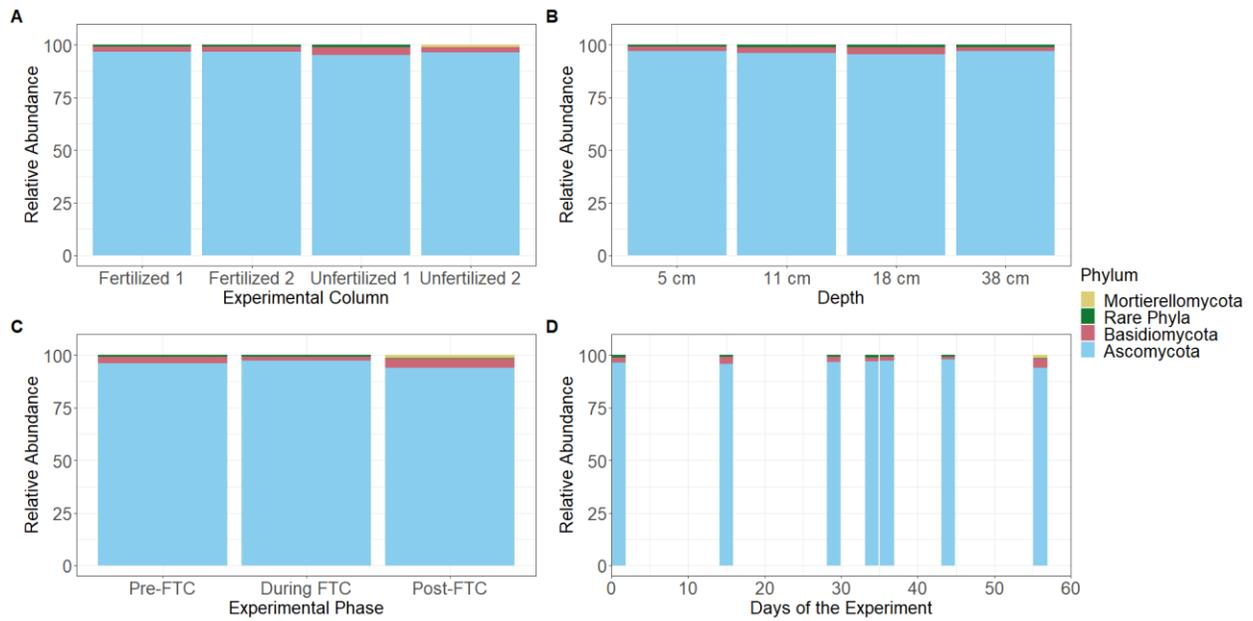 A
Relative Abundance
100
75
50
25
0
Fertilized 1 Fertilized 2 Unfertilized 1 Unfertilized 2
Experimental Column
B
Relative Abundance
100
75
50
25
0
5 cm 11 cm 18 cm 38 cm
Depth
C
Relative Abundance
100
75
50
25
0
Pre-FTC During FTC Post-FTC
Experimental Phase
D
Relative Abundance
100
75
50
25
0
0 10 20 30 40 50 60
Days of the Experiment
Phylum
Mortierellomycota
Rare Phyla
Basidiomycota
Ascomycota